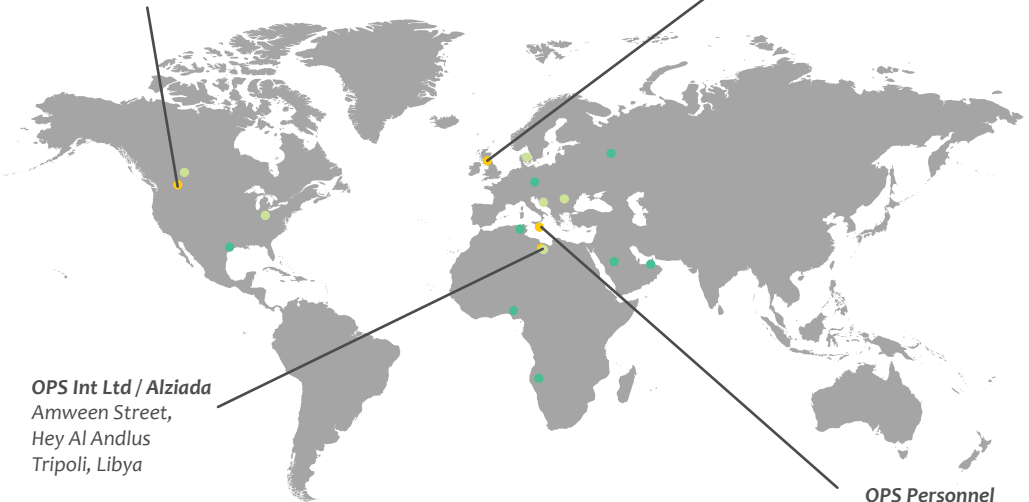 OPS Int Ltd / Alziada
Amween Street,
Hey Al Andlus
Tripoli, Libya
OPS Personnel